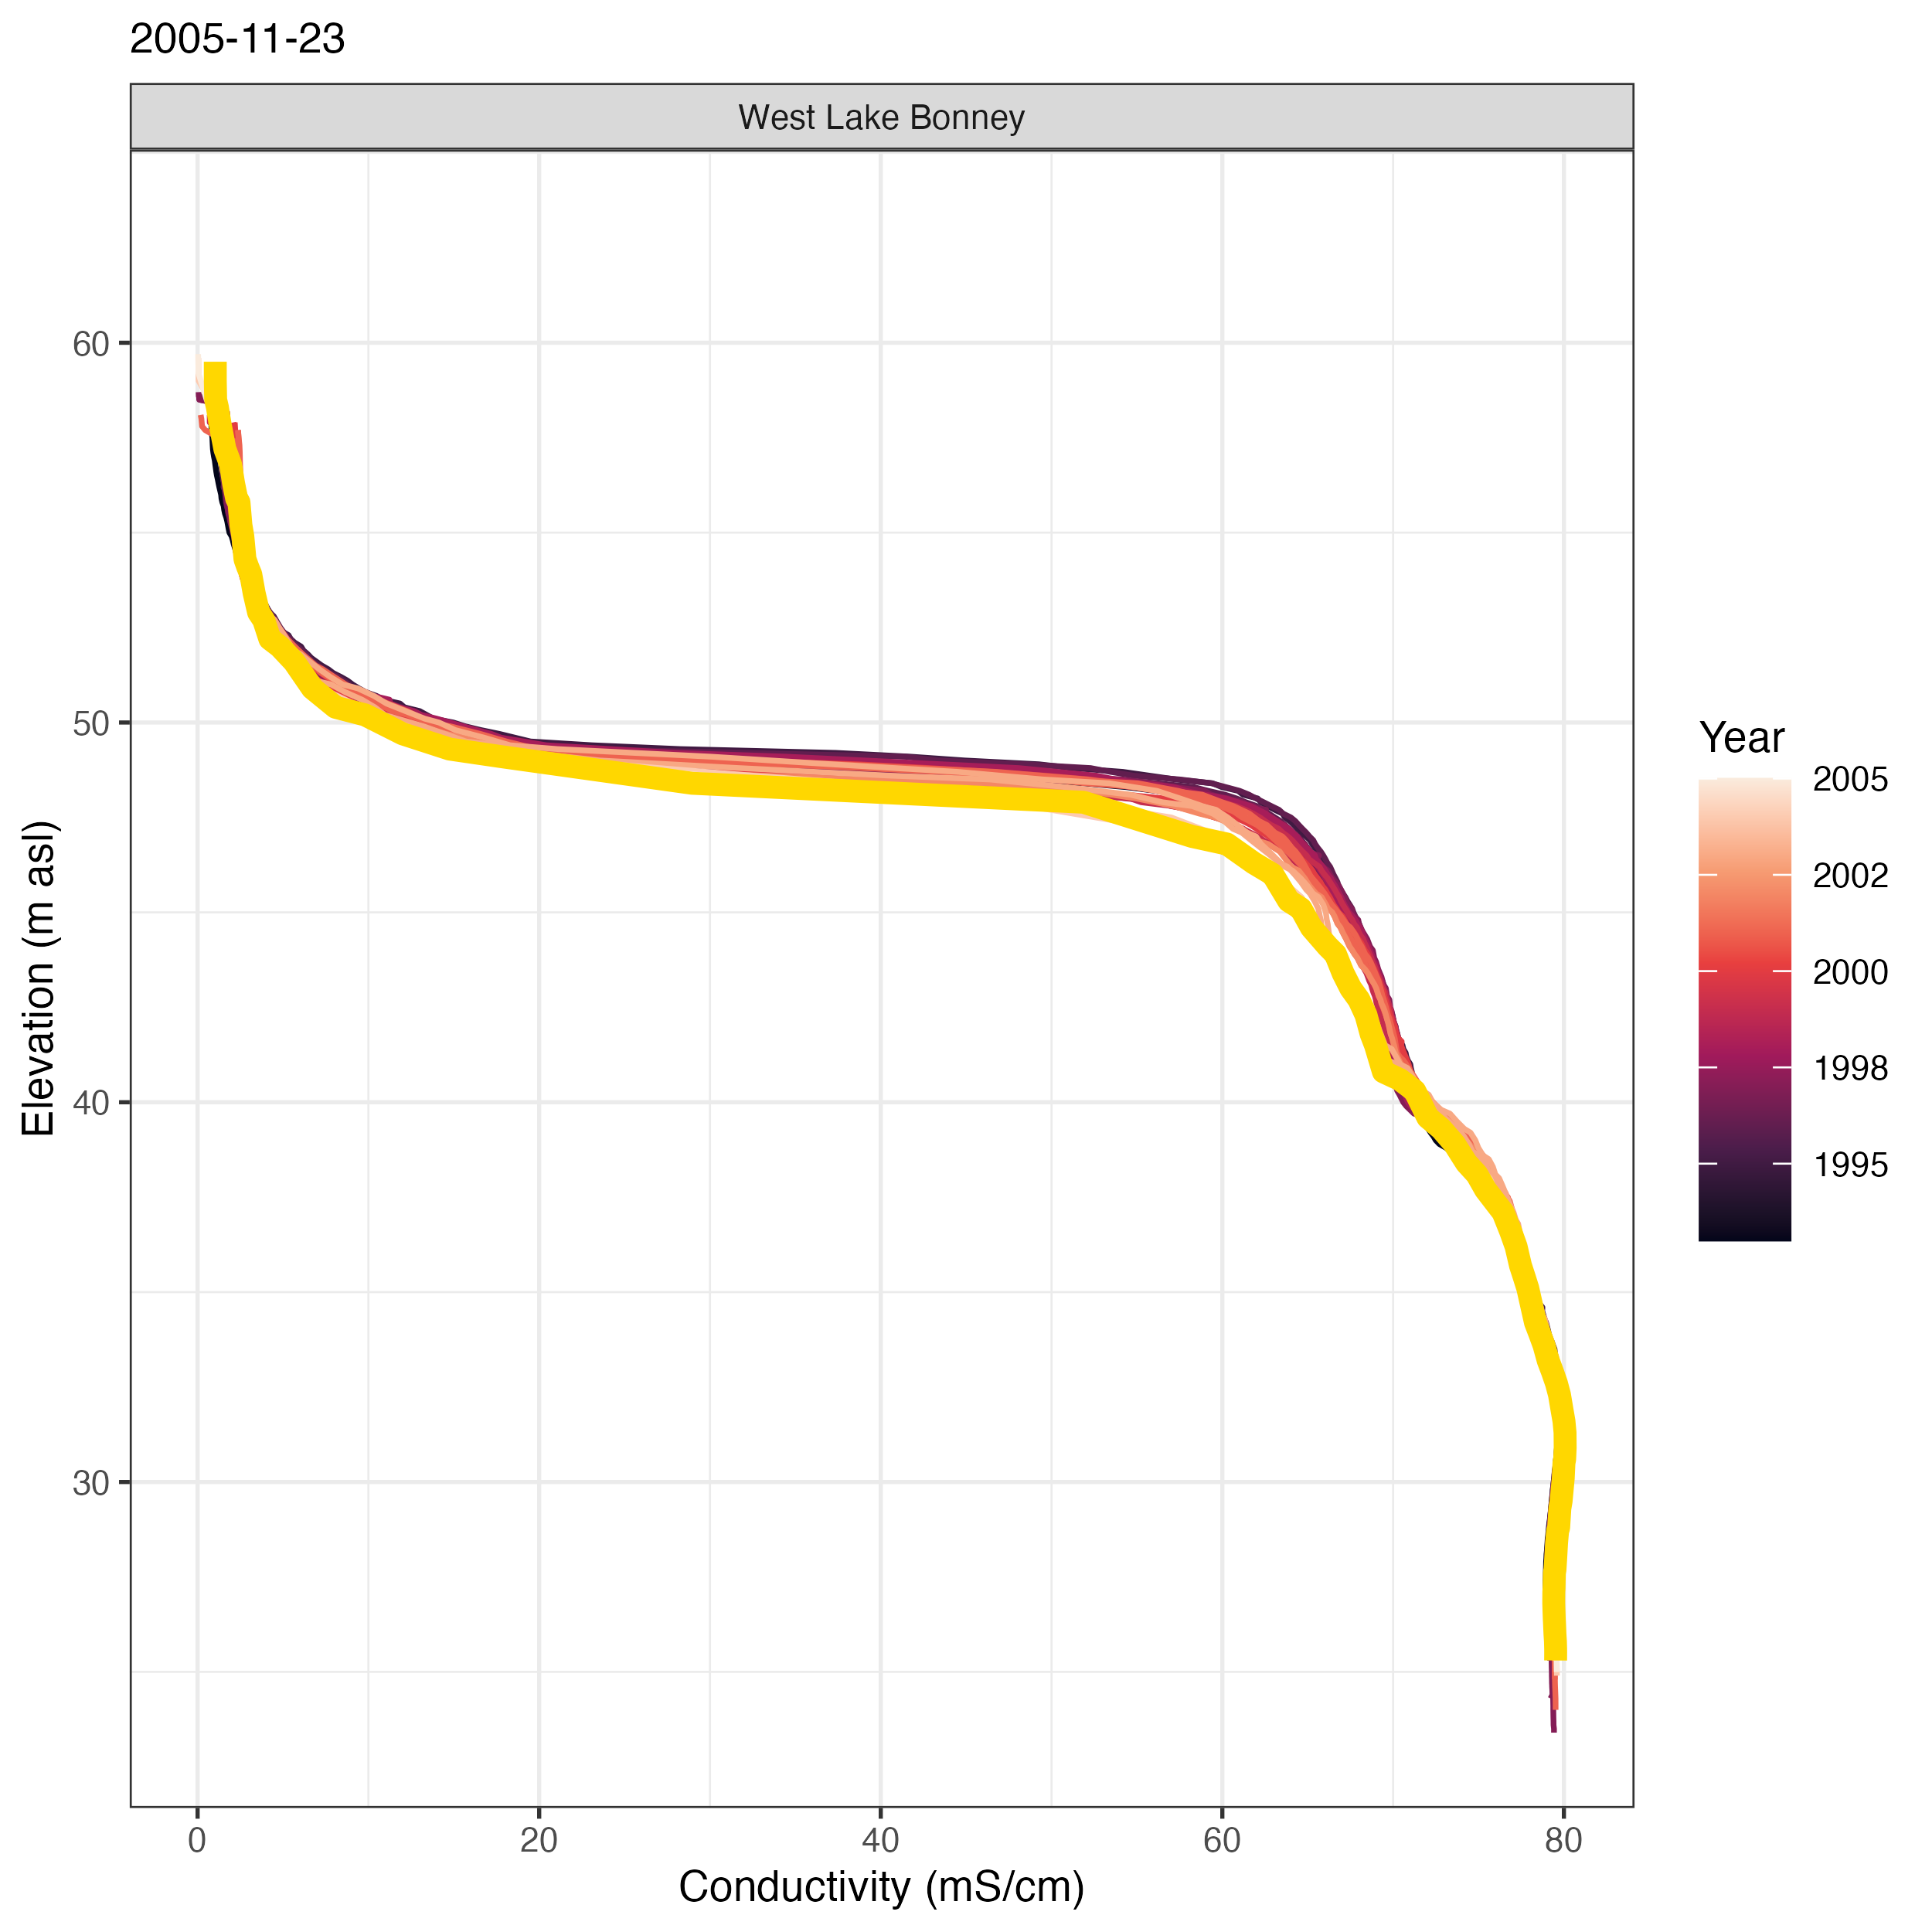 2005-11-23
West Lake Bonney
Elevation (m asl)
60
50
40
30
0 20 40 60 80
Conductivity (mS/cm)
Year
2005
2002
2000
1998
1995